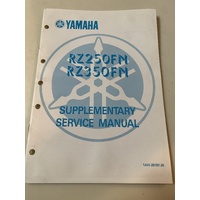 YAMAHA
RZ250FN
RZ350FN
SUPPLEMENTARY
SERVICE MANUAL